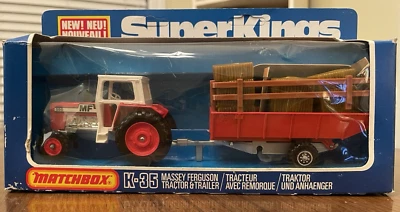 NEW! NEU!
NOUVEAU!
SUPERKINGS
MF
MATCHBOX
K-35
MASSEY FERGUSON
TRACTOR & TRAILER/
TRACTEUR
AVEC REMORQUE/
TRAKTOR
UND ANHAENGER